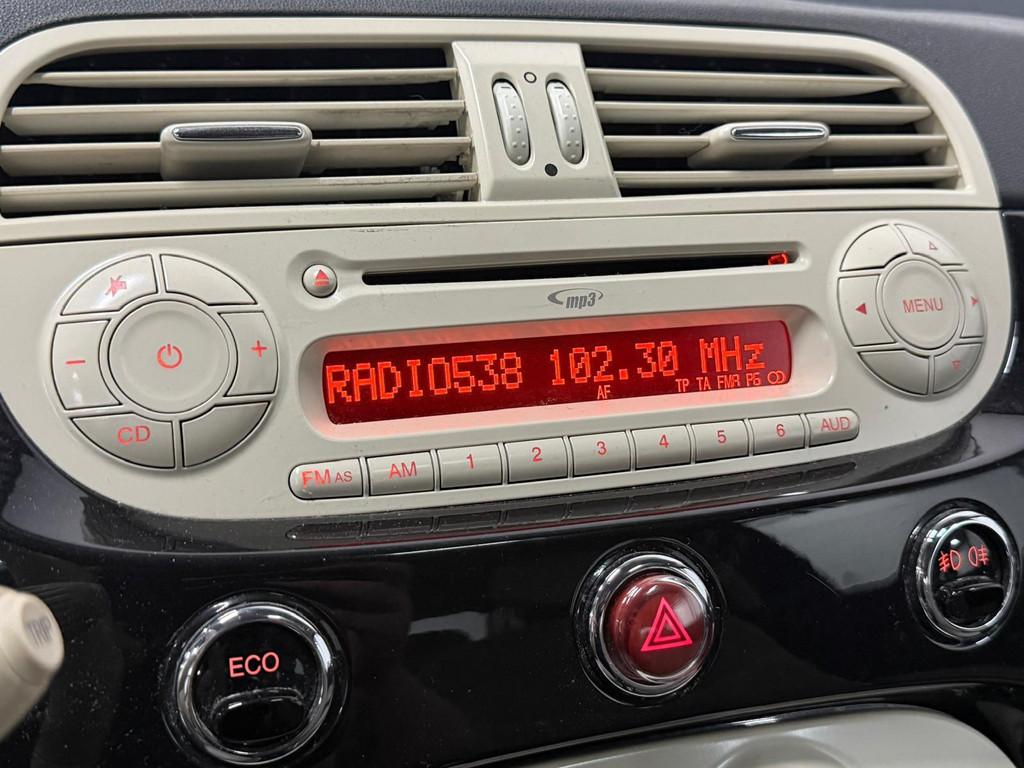 mp3
MENU
RADIO538 102.30 MHz
AF TP TA FMR P6
CD
FM AS AM 1 2 3 4 5 6 AUD
TRIP
ECO